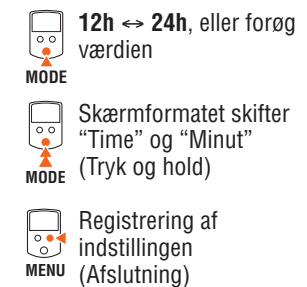 12h ↔ 24h, eller forøg
værdien
MODE
Skærmformatet skifter
“Time” og “Minut”
(Tryk og hold)
MODE
Registrering af
indstillingen
(Afslutning)
MENU